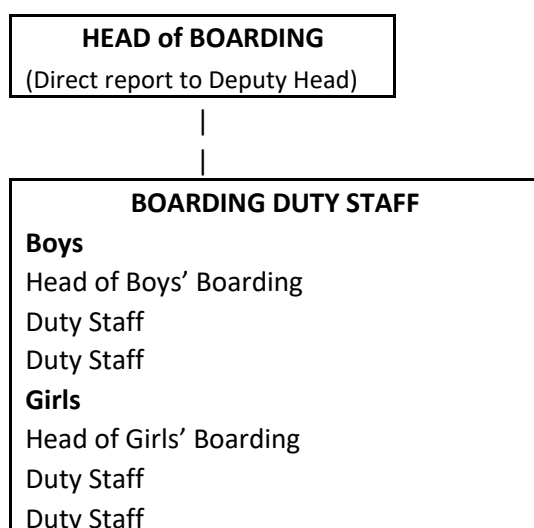 HEAD of BOARDING
(Direct report to Deputy Head)
|
|
BOARDING DUTY STAFF
Boys
Head of Boys’ Boarding
Duty Staff
Duty Staff
Girls
Head of Girls’ Boarding
Duty Staff
Duty Staff